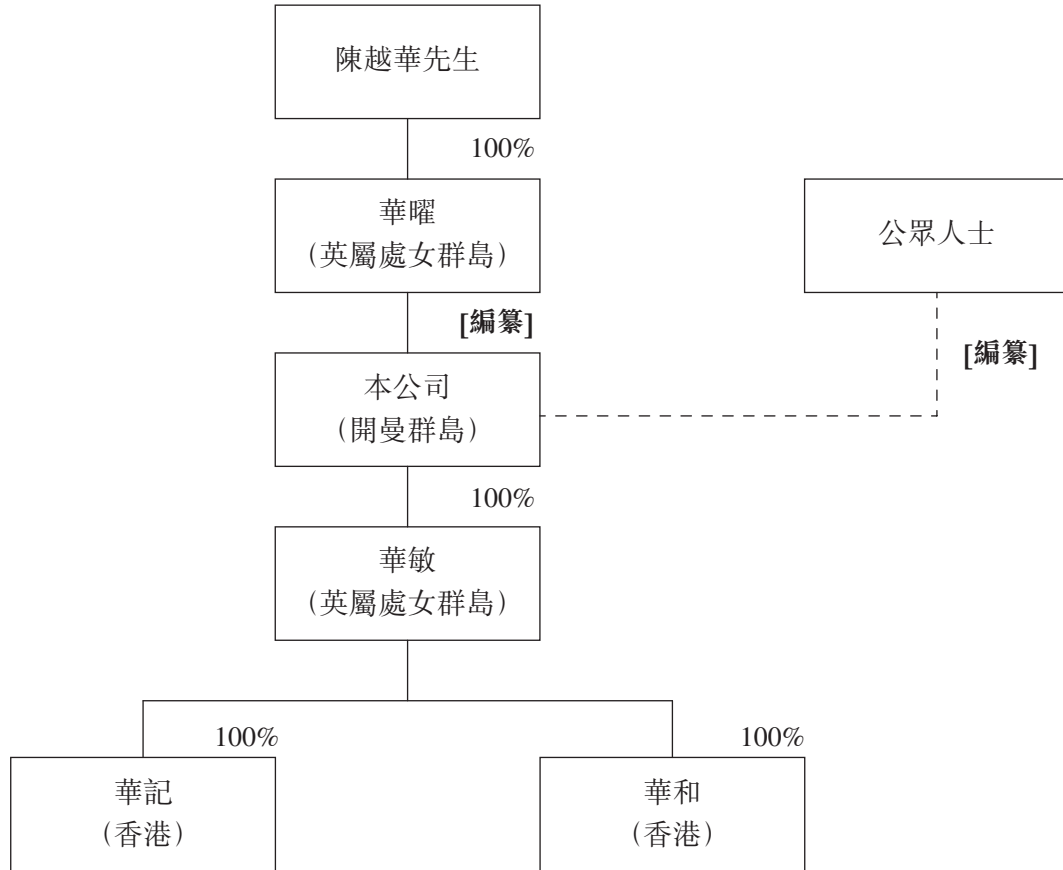 陳越華先生
100%
華曜
（英屬處女群島）
公眾人士
[編纂]
[編纂]
本公司
（開曼群島）
100%
華敏
（英屬處女群島）
100%
100%
華記
（香港）
華和
（香港）